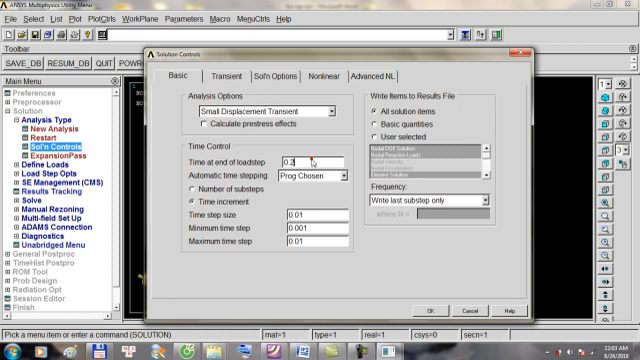 ANSYS Multiphysics Utility Menu
File Select List Plot PlotCtrls WorkPlane Parameters Macro MenuCtrls Help
Toolbar
SAVE_DB RESUM_DB QUIT
Main Menu
Preferences
Preprocessor
Solution
Analysis Type
New Analysis
Restart
Sol'n Controls
ExpansionPass
Define Loads
Load Step Opts
SE Management (CMS)
Results Tracking
Solve
Manual Rezoning
Multi-field Set Up
ADAMS Connection
Diagnostics
Unabridged Menu
General Postproc
TimeHist Postpro
ROM Tool
Prob Design
Radiation Opt
Session Editor
Finish
Solution Controls
Basic Transient Sol'n Options Nonlinear Advanced NL
Analysis Options
Small Displacement Transient
Calculate prestress effects
Time Control
Time at end of loadstep 0.2
Automatic time stepping Prog Chosen
Number of substeps
Time increment
Time step size 0.01
Minimum time step 0.001
Maximum time step 0.01
Write Items to Results File
All solution items
Basic quantities
User selected
Nodal DOF Solution
Nodal Reaction Loads
Nodal Velocity
Nodal Acceleration
Element Solution
Frequency:
Write last substep only
where N =
OK Cancel Help
1
3
Pick a menu item or enter a command (SOLUTION) mat=1 type=1 real=1 csys=0 secn=1
12:03 AM